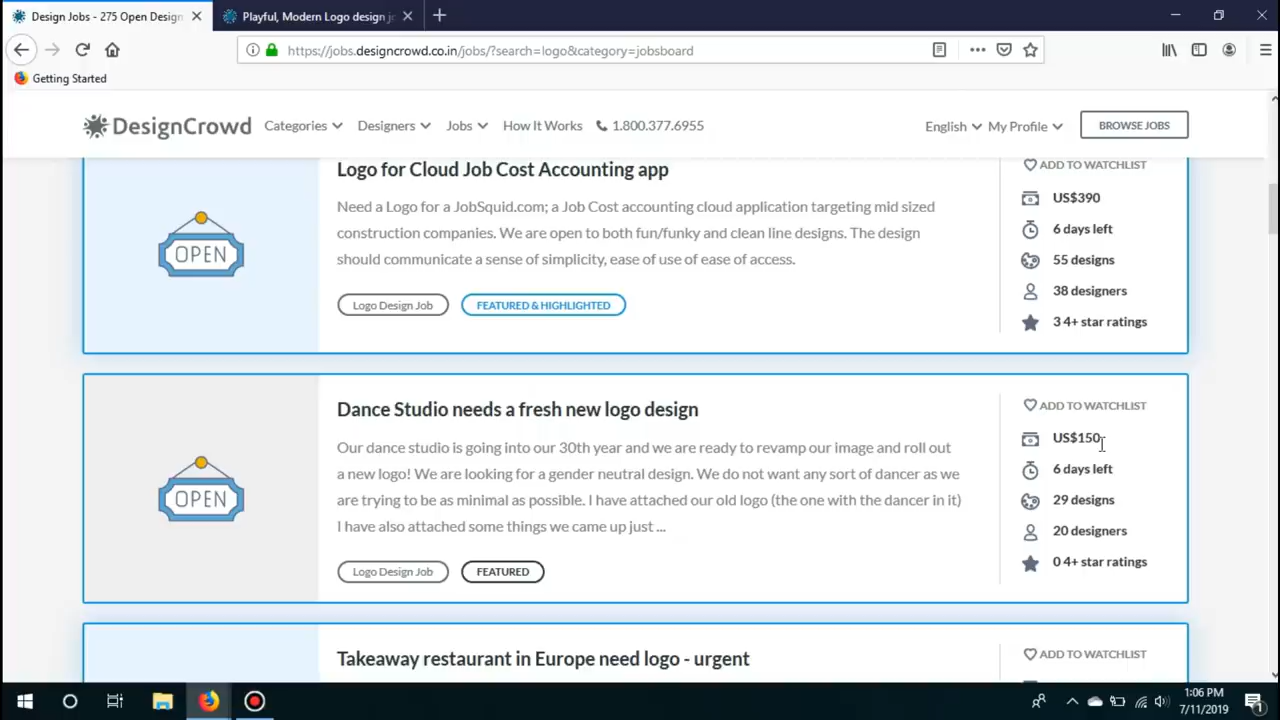 Design Jobs - 275 Open Design
Playful, Modern Logo design j
https://jobs.designcrowd.co.in/jobs/?search=logo&category=jobsboard
Getting Started
DesignCrowd
Categories
Designers
Jobs
How It Works
1.800.377.6955
English
My Profile
BROWSE JOBS
Logo for Cloud Job Cost Accounting app
Need a Logo for a JobSquid.com; a Job Cost accounting cloud application targeting mid sized
construction companies. We are open to both fun/funky and clean line designs. The design
should communicate a sense of simplicity, ease of use of ease of access.
OPEN
Logo Design Job
FEATURED & HIGHLIGHTED
ADD TO WATCHLIST
US$390
6 days left
55 designs
38 designers
3 4+ star ratings
Dance Studio needs a fresh new logo design
Our dance studio is going into our 30th year and we are ready to revamp our image and roll out
a new logo! We are looking for a gender neutral design. We do not want any sort of dancer as we
are trying to be as minimal as possible. I have attached our old logo (the one with the dancer in it)
I have also attached some things we came up just ...
OPEN
Logo Design Job
FEATURED
ADD TO WATCHLIST
US$150
6 days left
29 designs
20 designers
0 4+ star ratings
Takeaway restaurant in Europe need logo - urgent
ADD TO WATCHLIST
1:06 PM
7/11/2019
1